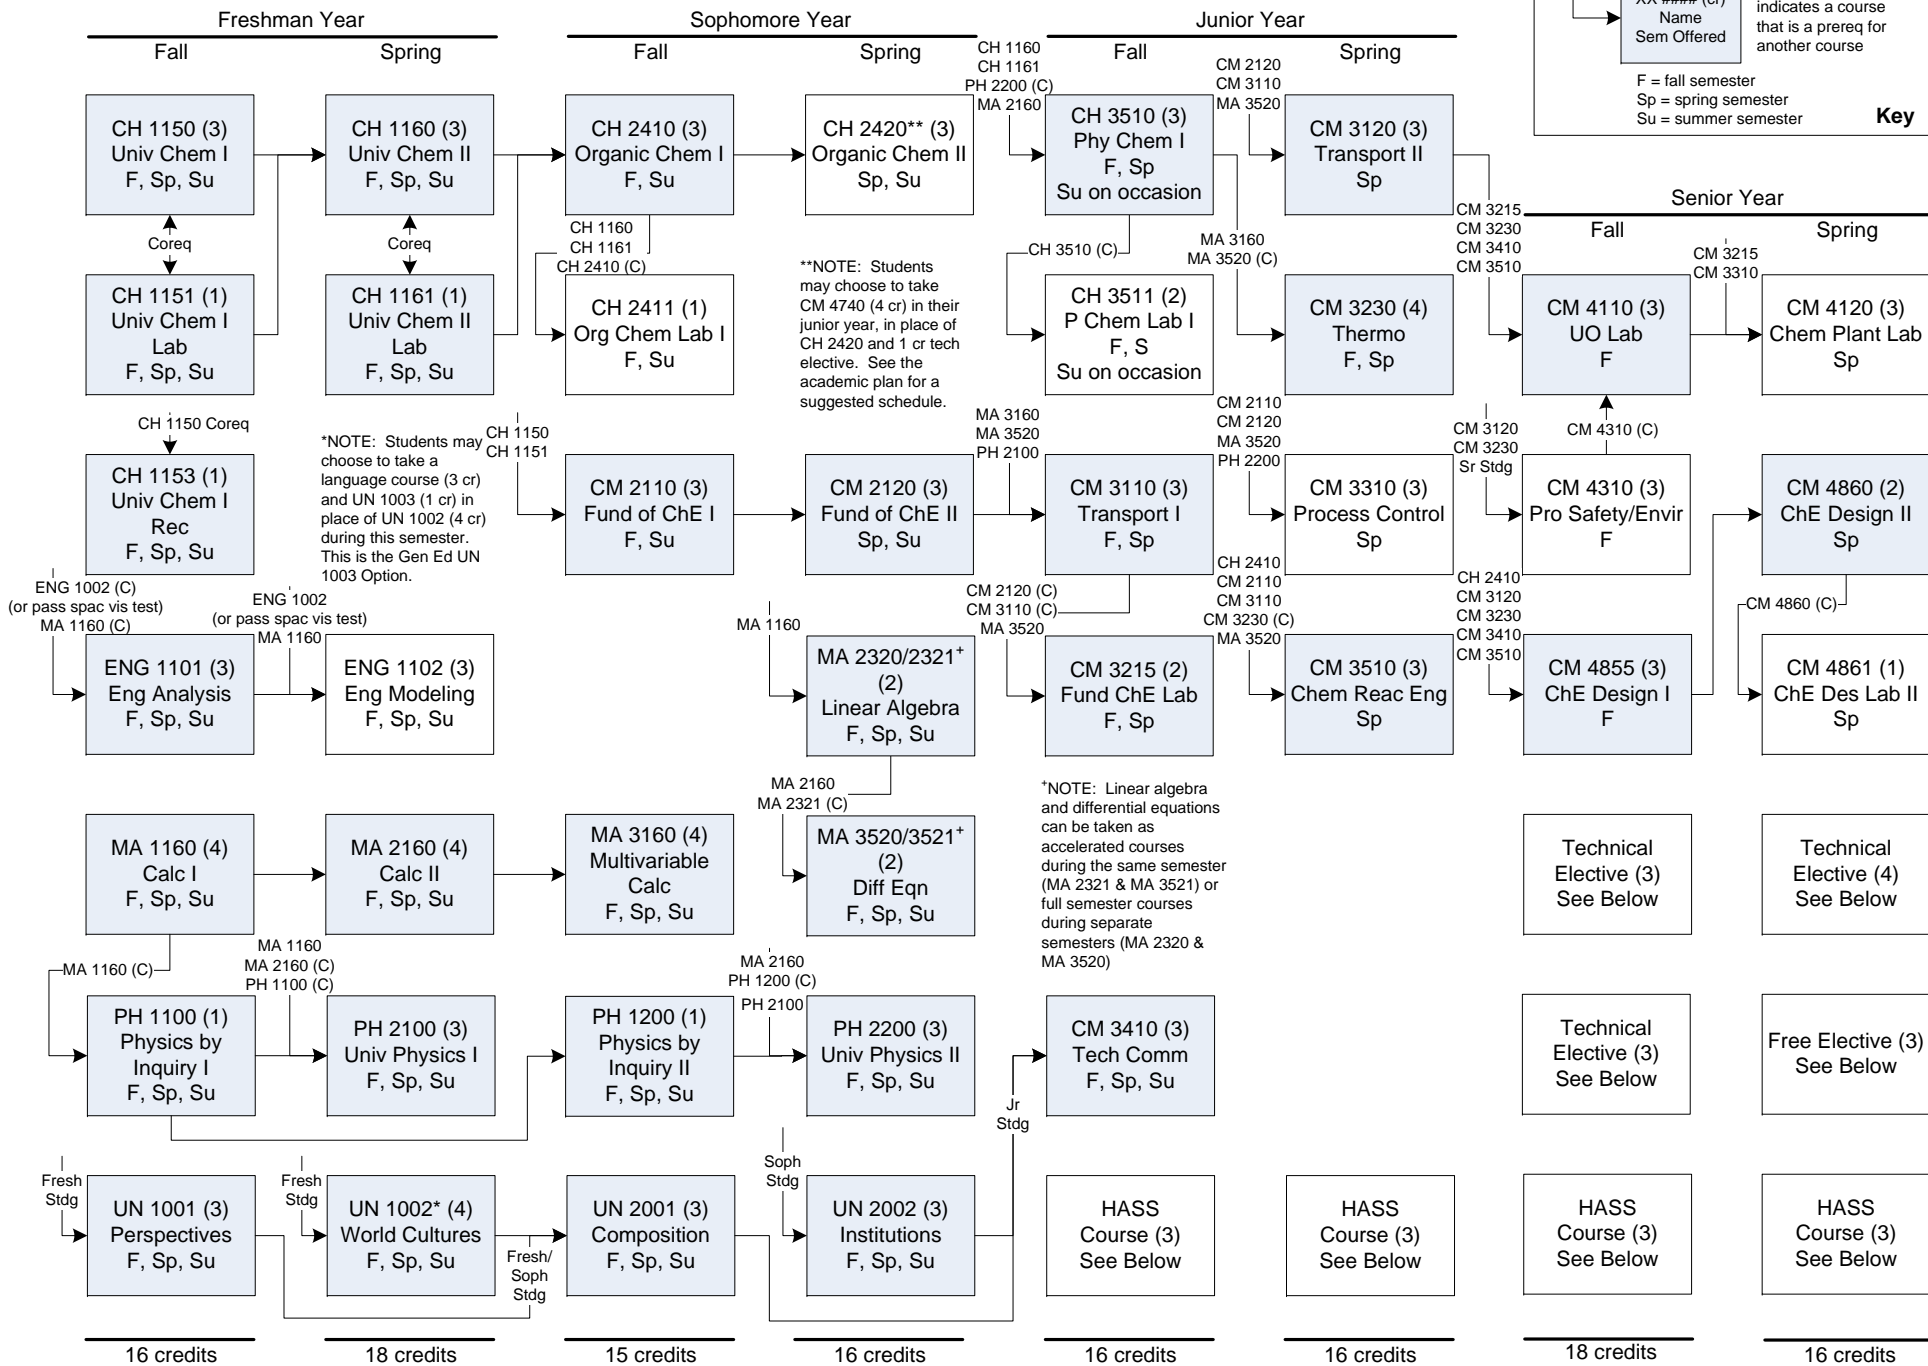 Freshman Year
Sophomore Year
Junior Year
Fall
Spring
Fall
Spring
Fall
Spring
Name
Sem Offered
indicates a course
that is a prereq for
another course
F = fall semester
Sp = spring semester
Su = summer semester
Key
Senior Year
Fall
Spring
CH 1150 (3)
Univ Chem I
F, Sp, Su
CH 1160 (3)
Univ Chem II
F, Sp, Su
CH 2410 (3)
Organic Chem I
F, Su
CH 2420** (3)
Organic Chem II
Sp, Su
CH 1160
CH 1161
PH 2200 (C)
MA 2160
CH 3510 (3)
Phy Chem I
F, Sp
Su on occasion
CM 2120
CM 3110
MA 3520
CM 3120 (3)
Transport II
Sp
Coreq
Coreq
CH 1160
CH 1161
CH 2410 (C)
**NOTE: Students
may choose to take
CM 4740 (4 cr) in their
junior year, in place of
CH 2420 and 1 cr tech
elective. See the
academic plan for a
suggested schedule.
CH 3510 (C)
MA 3160
MA 3520 (C)
CM 3215
CM 3230
CM 3410
CM 3510
CM 3215
CM 3310
CH 1151 (1)
Univ Chem I
Lab
F, Sp, Su
CH 1161 (1)
Univ Chem II
Lab
F, Sp, Su
CH 2411 (1)
Org Chem Lab I
F, Su
CH 3511 (2)
P Chem Lab I
F, S
Su on occasion
CM 3230 (4)
Thermo
F, Sp
CM 4110 (3)
UO Lab
F
CM 4120 (3)
Chem Plant Lab
Sp
CH 1150 Coreq
*NOTE: Students may
choose to take a
language course (3 cr)
and UN 1003 (1 cr) in
place of UN 1002 (4 cr)
during this semester.
This is the Gen Ed UN
1003 Option.
CH 1150
CH 1151
MA 3160
MA 3520
PH 2100
CM 2110
CM 2120
MA 3520
PH 2200
CM 3120
CM 3230
Sr Stdg
CM 4310 (C)
CH 1153 (1)
Univ Chem I
Rec
F, Sp, Su
CM 2110 (3)
Fund of ChE I
F, Su
CM 2120 (3)
Fund of ChE II
Sp, Su
CM 3110 (3)
Transport I
F, Sp
CM 3310 (3)
Process Control
Sp
CM 4310 (3)
Pro Safety/Envir
F
CM 4860 (2)
ChE Design II
Sp
ENG 1002 (C)
(or pass spac vis test)
MA 1160 (C)
ENG 1002
(or pass spac vis test)
MA 1160
MA 1160
CM 2120 (C)
CM 3110 (C)
MA 3520
CH 2410
CM 2110
CM 3110
CM 3230 (C)
MA 3520
CH 2410
CM 3120
CM 3230
CM 3410
CM 3510
CM 4860 (C)
ENG 1101 (3)
Eng Analysis
F, Sp, Su
ENG 1102 (3)
Eng Modeling
F, Sp, Su
MA 2320/2321+
(2)
Linear Algebra
F, Sp, Su
CM 3215 (2)
Fund ChE Lab
F, Sp
CM 3510 (3)
Chem Reac Eng
Sp
CM 4855 (3)
ChE Design I
F
CM 4861 (1)
ChE Des Lab II
Sp
MA 2160
MA 2321 (C)
+NOTE: Linear algebra
and differential equations
can be taken as
accelerated courses
during the same semester
(MA 2321 & MA 3521) or
full semester courses
during separate
semesters (MA 2320 &
MA 3520)
MA 1160 (4)
Calc I
F, Sp, Su
MA 2160 (4)
Calc II
F, Sp, Su
MA 3160 (4)
Multivariable
Calc
F, Sp, Su
MA 3520/3521+
(2)
Diff Eqn
F, Sp, Su
Technical
Elective (3)
See Below
Technical
Elective (4)
See Below
MA 1160 (C)
MA 1160
MA 2160 (C)
PH 1100 (C)
MA 2160
PH 1200 (C)
PH 2100
PH 1100 (1)
Physics by
Inquiry I
F, Sp, Su
PH 2100 (3)
Univ Physics I
F, Sp, Su
PH 1200 (1)
Physics by
Inquiry II
F, Sp, Su
PH 2200 (3)
Univ Physics II
F, Sp, Su
CM 3410 (3)
Tech Comm
F, Sp, Su
Technical
Elective (3)
See Below
Free Elective (3)
See Below
Jr
Stdg
Fresh
Stdg
Fresh
Stdg
Soph
Stdg
UN 1001 (3)
Perspectives
F, Sp, Su
UN 1002* (4)
World Cultures
F, Sp, Su
Fresh/
Soph
Stdg
UN 2001 (3)
Composition
F, Sp, Su
UN 2002 (3)
Institutions
F, Sp, Su
HASS
Course (3)
See Below
HASS
Course (3)
See Below
HASS
Course (3)
See Below
HASS
Course (3)
See Below
16 credits
18 credits
15 credits
16 credits
16 credits
16 credits
18 credits
16 credits